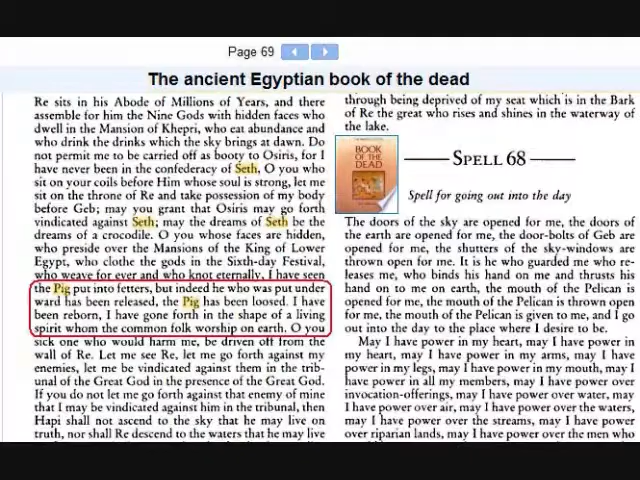 Page 69
The ancient Egyptian book of the dead
Re sits in his Abode of Millions of Years, and there
assemble for him the Nine Gods with hidden faces who
dwell in the Mansion of Khepri, who eat abundance and
who drink the drinks which the sky brings at dawn. Do
not permit me to be carried off as booty to Osiris, for I
have never been in the confederacy of Seth, O you who
sit on your coils before Him whose soul is strong, let me
sit on the throne of Re and take possession of my body
before Geb; may you grant that Osiris may go forth
vindicated against Seth; may the dreams of Seth be the
dreams of a crocodile. O you whose faces are hidden,
who preside over the Mansions of the King of Lower
Egypt, who clothe the gods in the Sixth-day Festival,
who weave for ever and who knot eternally, I have seen
the Pig put into fetters, but indeed he who was put under
ward has been released, the Pig has been loosed. I have
been reborn, I have gone forth in the shape of a living
spirit whom the common folk worship on earth. O you
sick one who would harm me, be driven off from the
wall of Re. Let me see Re, let me go forth against my
enemies, let me be vindicated against them in the trib-
unal of the Great God in the presence of the Great God.
If you do not let me go forth against that enemy of mine
that I may be vindicated against him in the tribunal, then
Hapi shall not ascend to the sky that he may live on
truth, nor shall Re descend to the waters that he may live
through being deprived of my seat which is in the Bark
of Re the great who rises and shines in the waterway of
the lake.
BOOK
OF THE
DEAD
SPELL 68
Spell for going out into the day
The doors of the sky are opened for me, the doors of
the earth are opened for me, the door-bolts of Geb are
opened for me, the shutters of the sky-windows are
thrown open for me. It is he who guarded me who re-
leases me, who binds his hand on me and thrusts his
hand on to me on earth, the mouth of the Pelican is
opened for me, the mouth of the Pelican is thrown open
for me, the mouth of the Pelican is given to me, and I go
out into the day to the place where I desire to be.
May I have power in my heart, may I have power in
my heart, may I have power in my arms, may I have
power in my legs, may I have power in my mouth, may I
have power in all my members, may I have power over
invocation-offerings, may I have power over water, may
I have power over air, may I have power over the waters,
may I have power over the streams, may I have power
over riparian lands, may I have power over the men who